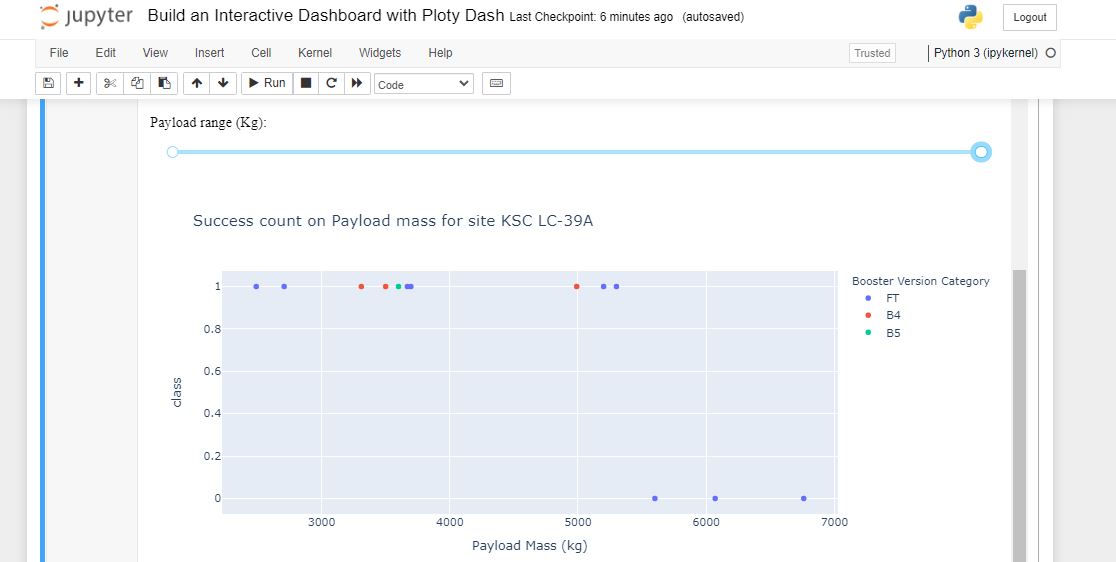 jupyter Build an Interactive Dashboard with Ploty Dash Last Checkpoint: 6 minutes ago (autosaved) Logout
File Edit View Insert Cell Kernel Widgets Help Trusted Python 3 (ipykernel)
Run Code
Payload range (Kg):
Success count on Payload mass for site KSC LC-39A
Booster Version Category
FT
B4
B5
1
0.8
0.6
0.4
0.2
0
class
3000 4000 5000 6000 7000
Payload Mass (kg)